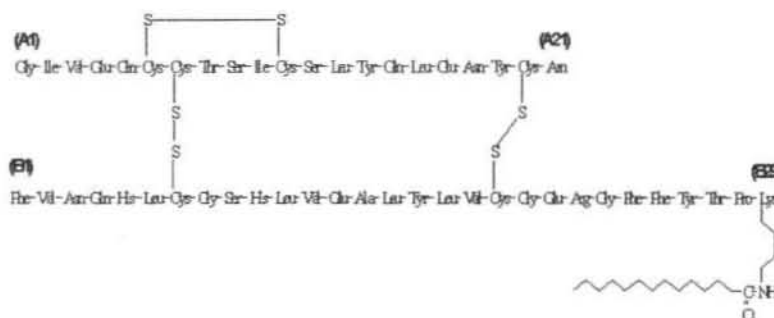 S S
(A1) (A21)
Gly-Ile-Val-Glu-Gln-Cys-Cys-Thr-Ser-Ile-Cys-Ser-Leu-Tyr-Gln-Leu-Glu-Asn-Tyr-Cys-Asn
S S
S S
(B1) (B29
Phe-Val-Asn-Gln-His-Leu-Cys-Gly-Ser-His-Leu-Val-Glu-Ala-Leu-Tyr-Leu-Val-Cys-Gly-Glu-Arg-Gly-Phe-Phe-Tyr-Thr-Pro-Lys
C-NH
O